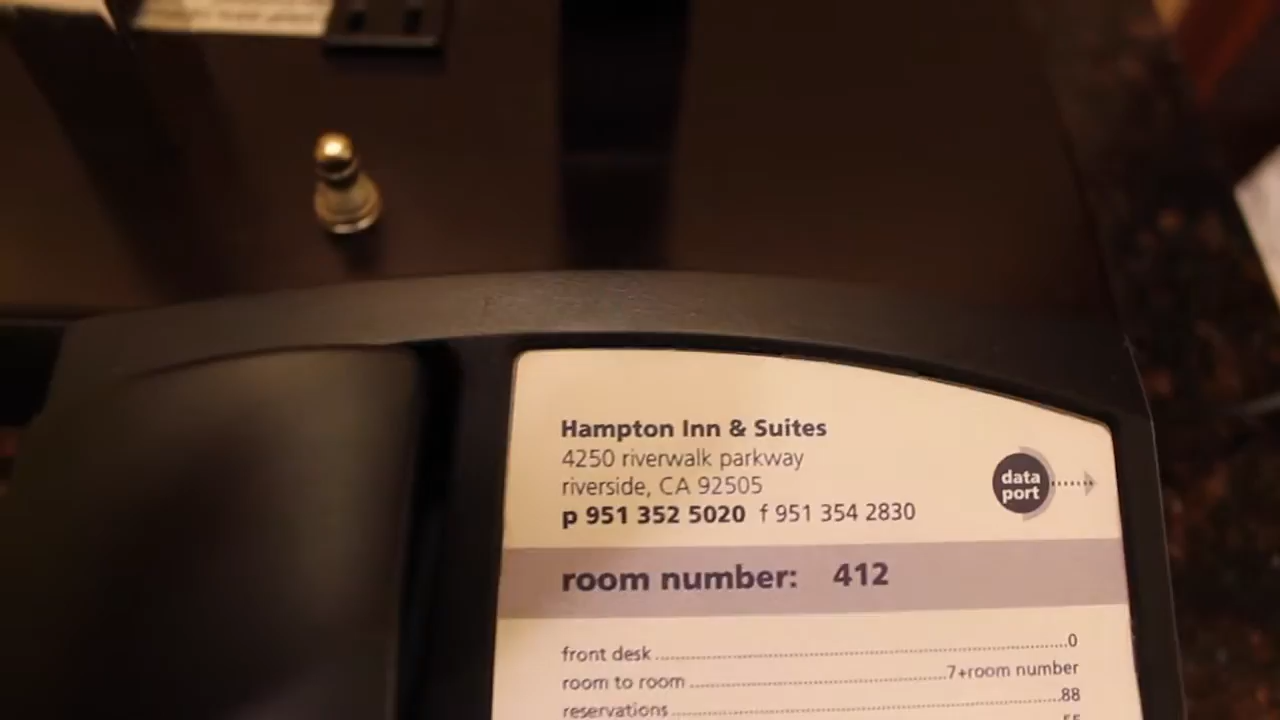 Hampton Inn & Suites
4250 riverwalk parkway
riverside, CA 92505
p 951 352 5020 f 951 354 2830
data
port
room number: 412
front desk 0
room to room 7+room number
reservations 88